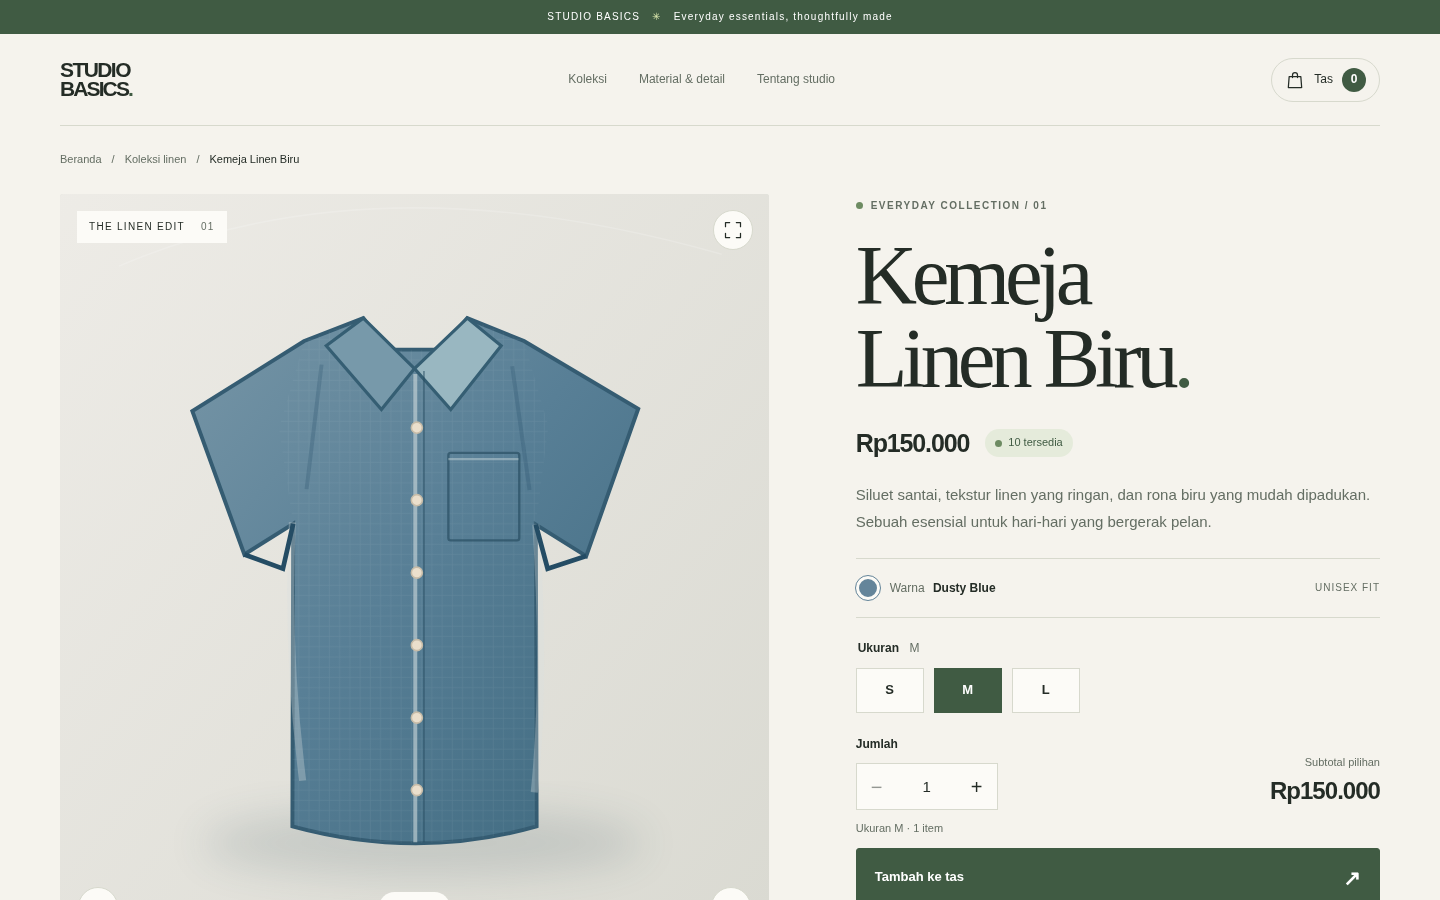 STUDIO BASICS ✳ Everyday essentials, thoughtfully made
STUDIO
BASICS.
Koleksi
Material & detail
Tentang studio
Tas 0
Beranda / Koleksi linen / Kemeja Linen Biru
THE LINEN EDIT 01
EVERYDAY COLLECTION / 01
Kemeja
Linen Biru.
Rp150.000
10 tersedia
Siluet santai, tekstur linen yang ringan, dan rona biru yang mudah dipadukan.
Sebuah esensial untuk hari-hari yang bergerak pelan.
Warna Dusty Blue
UNISEX FIT
Ukuran M
S
M
L
Jumlah
− 1 +
Subtotal pilihan
Rp150.000
Ukuran M · 1 item
Tambah ke tas ↗